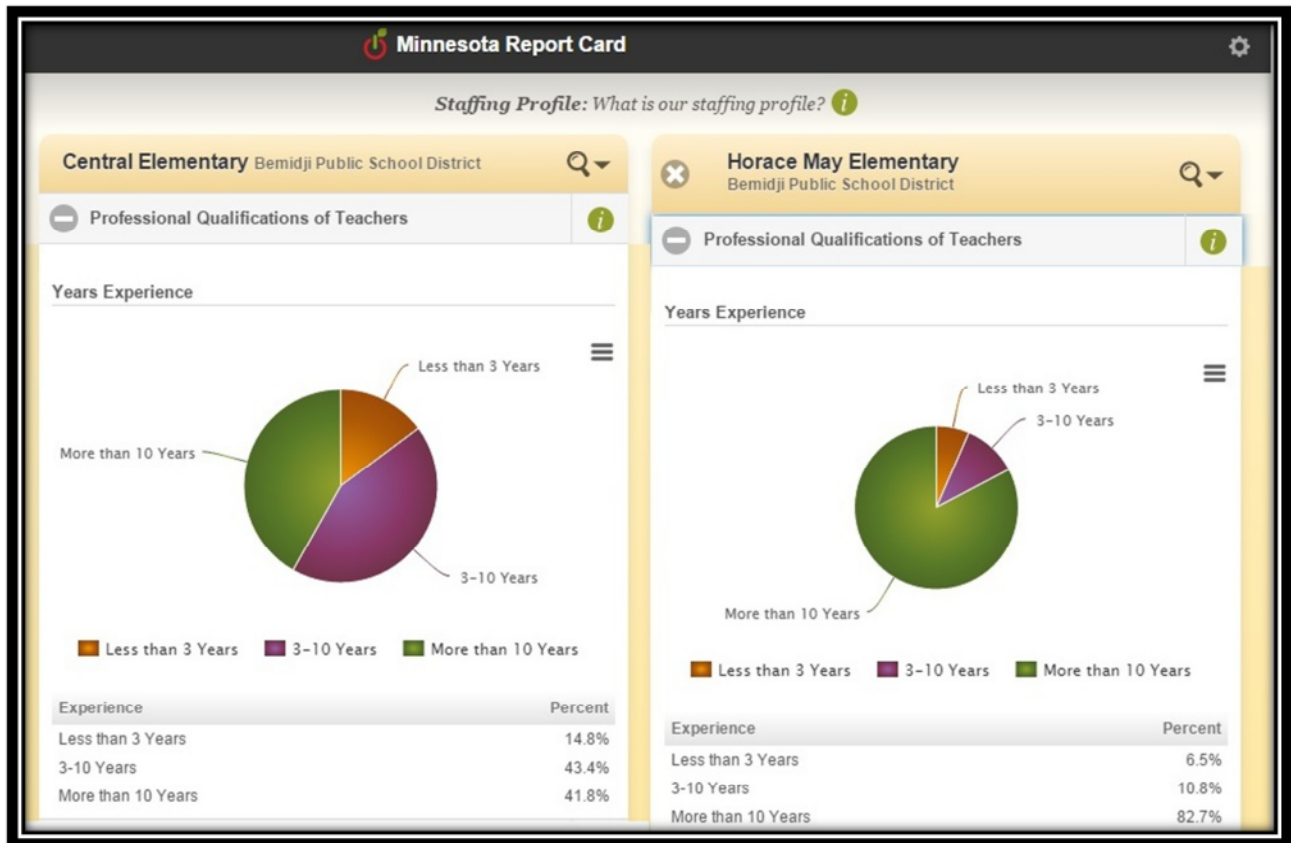 Minnesota Report Card
Staffing Profile: What is our staffing profile? i
Central Elementary Bemidji Public School District
Professional Qualifications of Teachers i
Years Experience
Less than 3 Years
More than 10 Years
3-10 Years
Less than 3 Years 3-10 Years More than 10 Years
Experience Percent
Less than 3 Years 14.8%
3-10 Years 43.4%
More than 10 Years 41.8%
Horace May Elementary
Bemidji Public School District
Professional Qualifications of Teachers i
Years Experience
Less than 3 Years
3-10 Years
More than 10 Years
Less than 3 Years 3-10 Years More than 10 Years
Experience Percent
Less than 3 Years 6.5%
3-10 Years 10.8%
More than 10 Years 82.7%